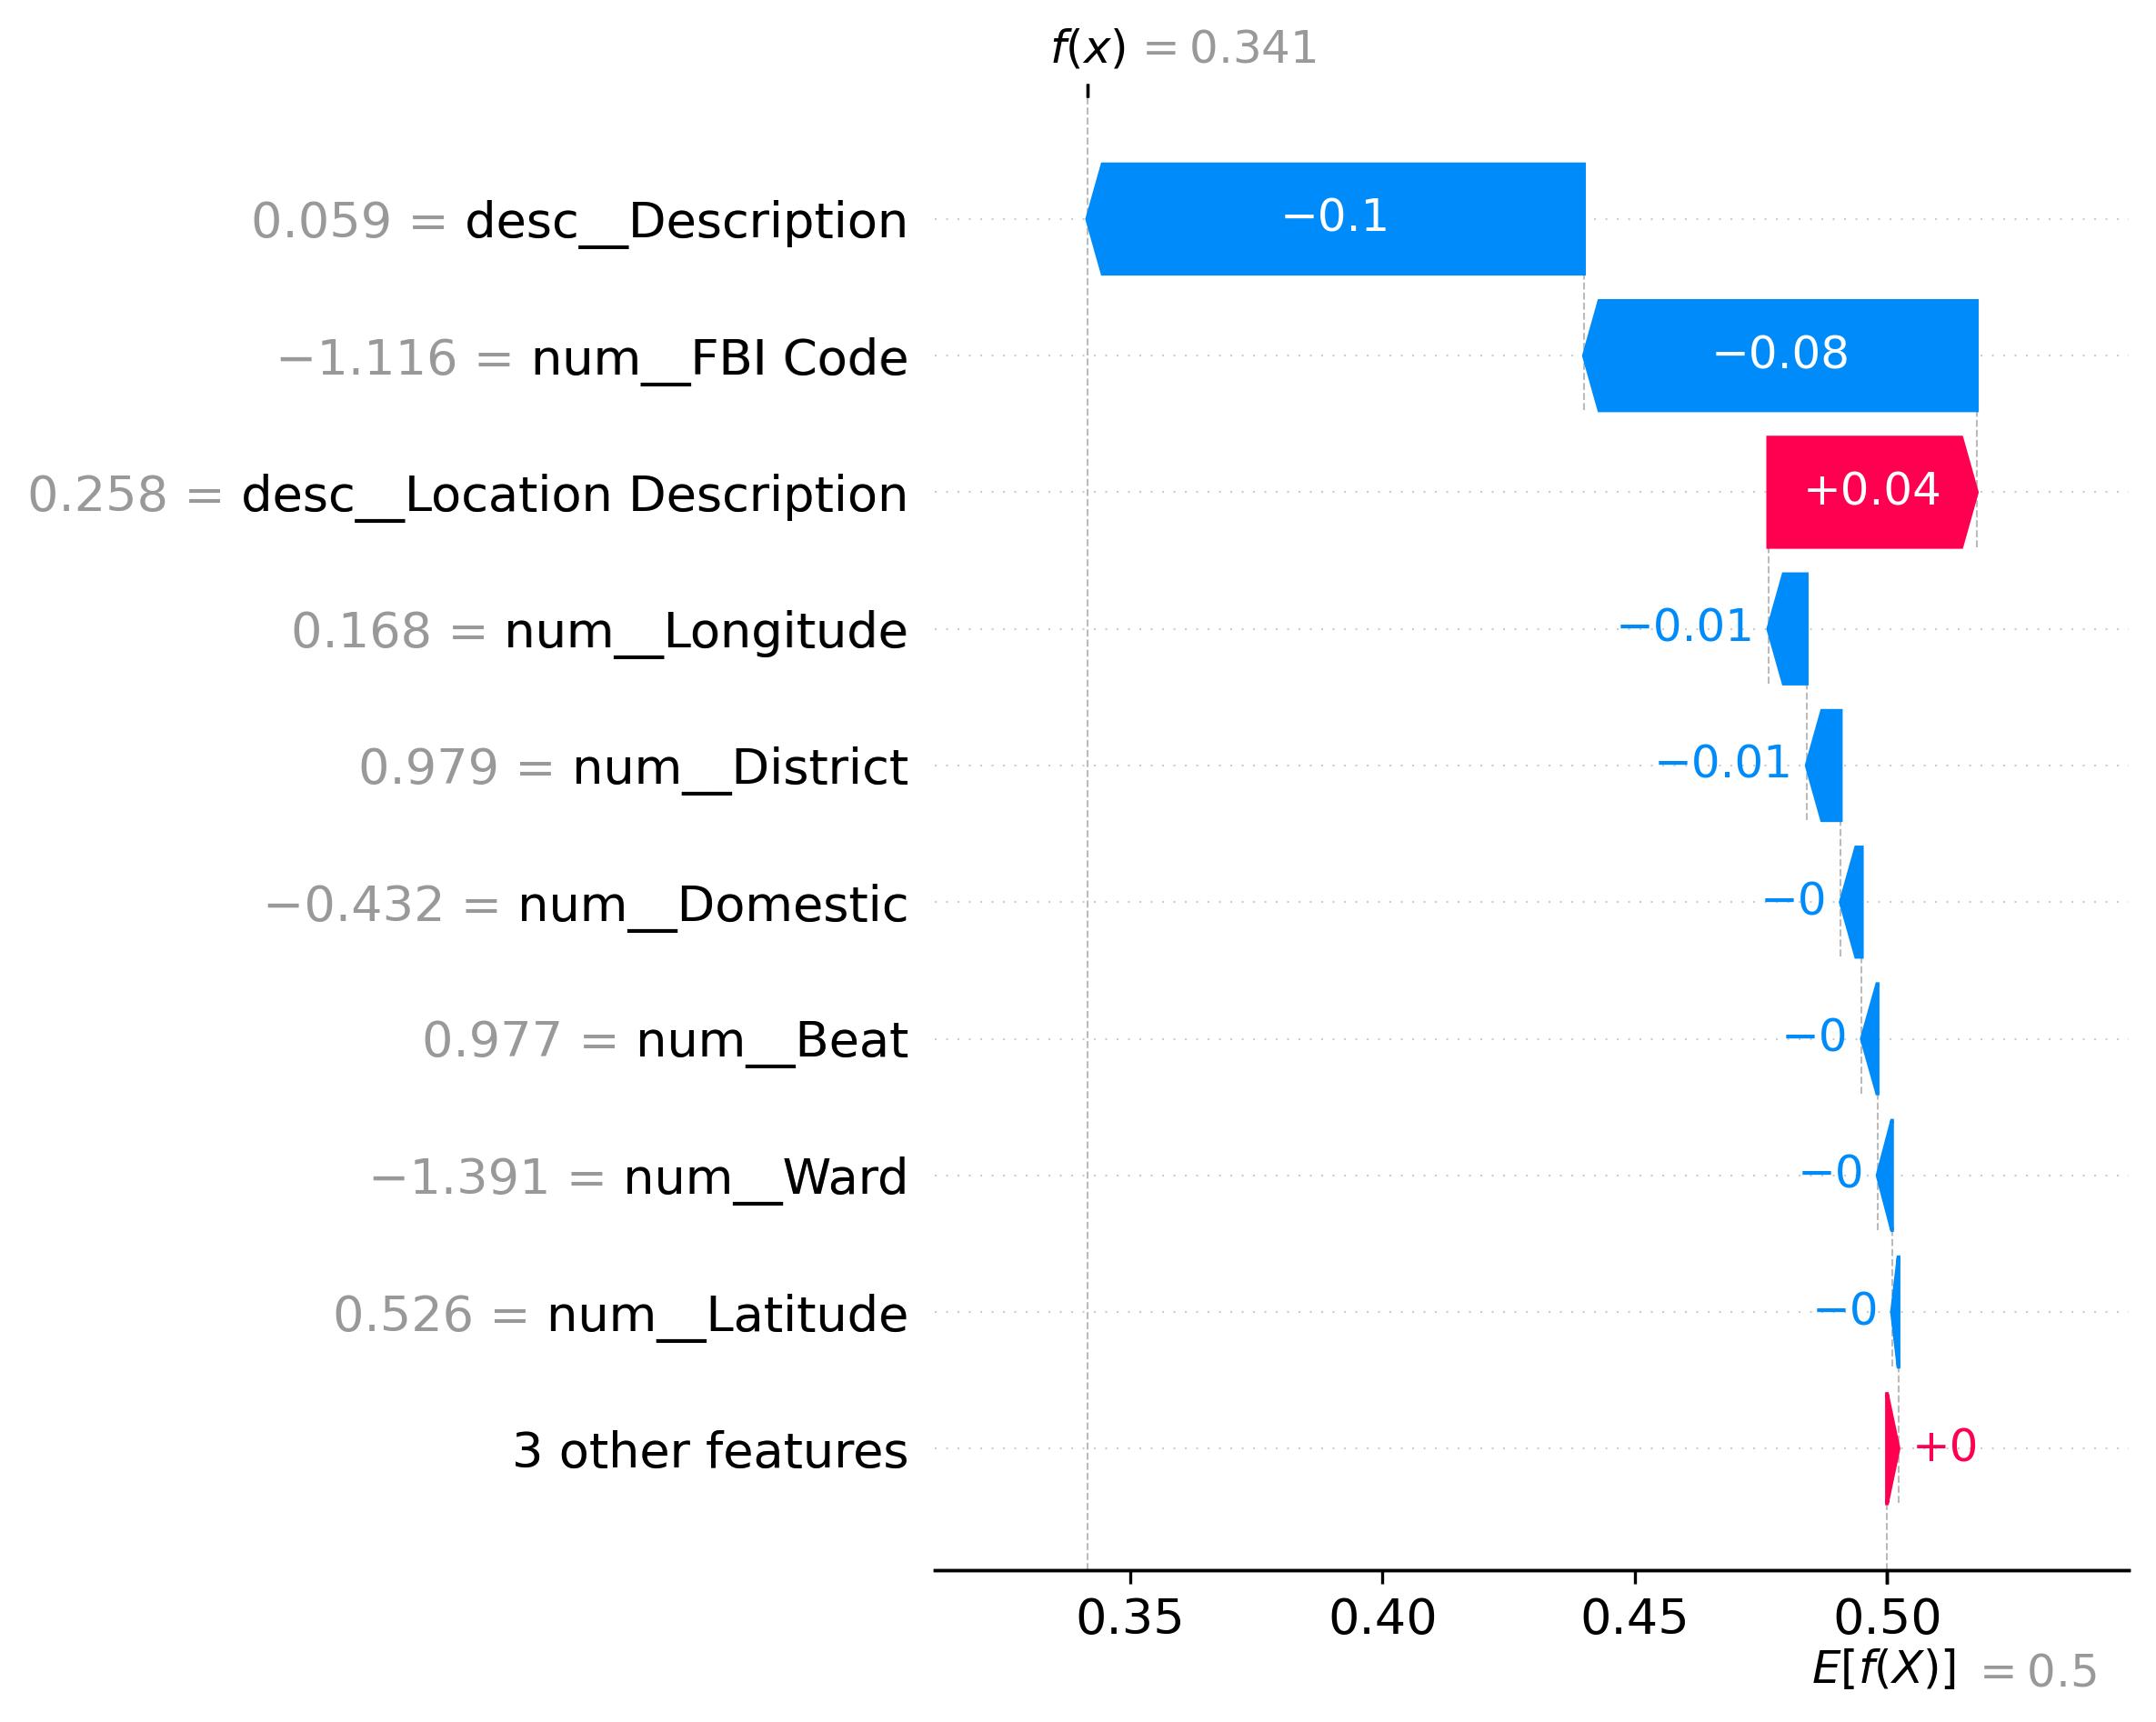 f(x) = 0.341
0.059 = desc__Description −0.1
−1.116 = num__FBI Code −0.08
0.258 = desc__Location Description +0.04
0.168 = num__Longitude −0.01
0.979 = num__District −0.01
−0.432 = num__Domestic −0
0.977 = num__Beat −0
−1.391 = num__Ward −0
0.526 = num__Latitude −0
3 other features +0
0.35 0.40 0.45 0.50
E[f(X)] = 0.5